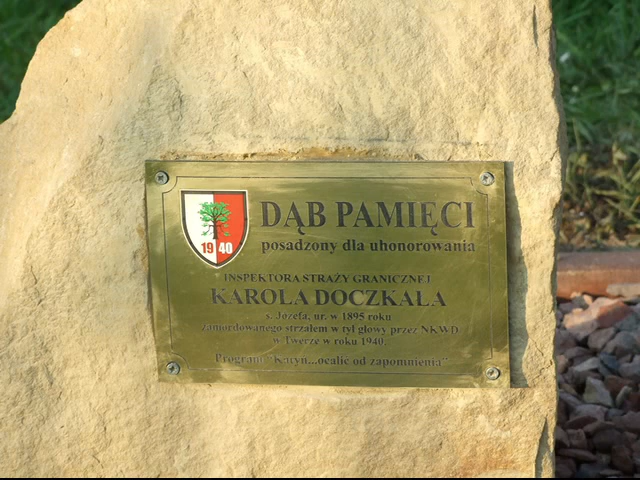 DĄB PAMIĘCI
posadzony dla uhonorowania
19 40
INSPEKTORA STRAŻY GRANICZNEJ
KAROLA DOCZKALA
s. Józefa, ur. w 1895 roku
zamordowanego strzałem w tył głowy przez NKWD
w Twerze w roku 1940.
Program "Katyń...ocalić od zapomnienia"